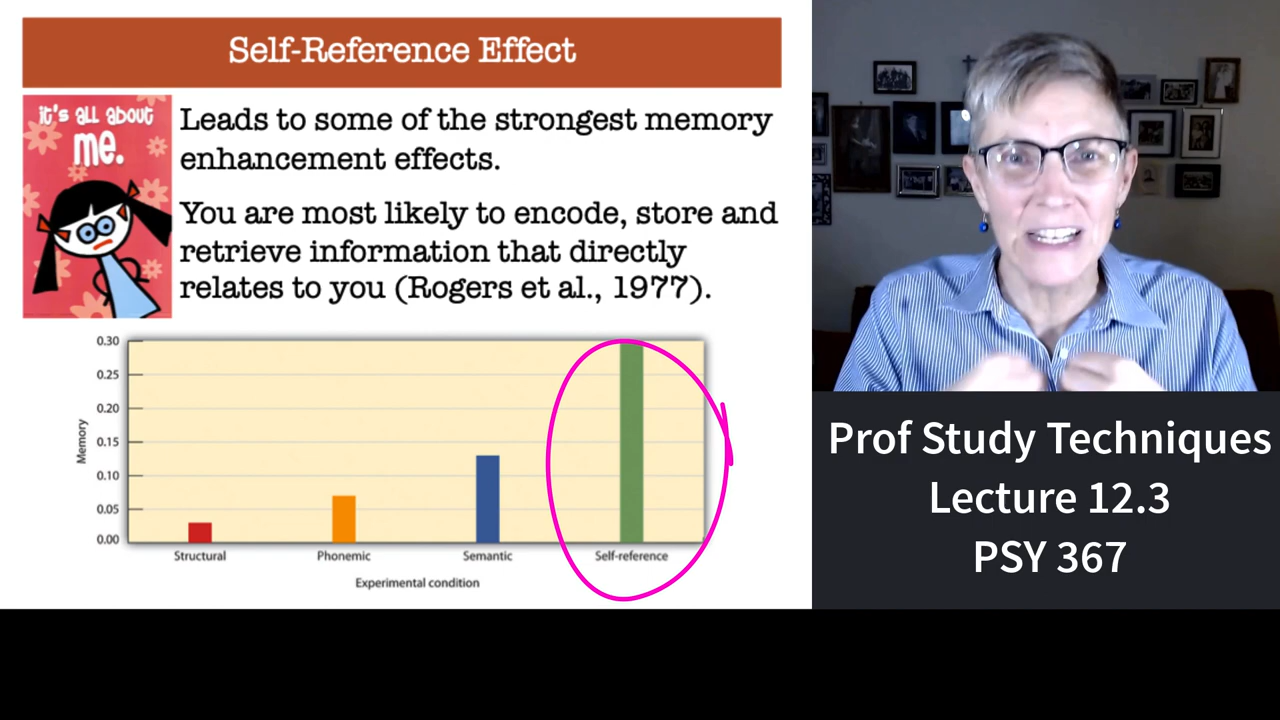 Self-Reference Effect
it's all about
me.
Leads to some of the strongest memory
enhancement effects.
You are most likely to encode, store and
retrieve information that directly
relates to you (Rogers et al., 1977).
0.30
0.25
0.20
0.15
0.10
0.05
0.00
Memory
Structural
Phonemic
Semantic
Self-reference
Experimental condition
Prof Study Techniques
Lecture 12.3
PSY 367